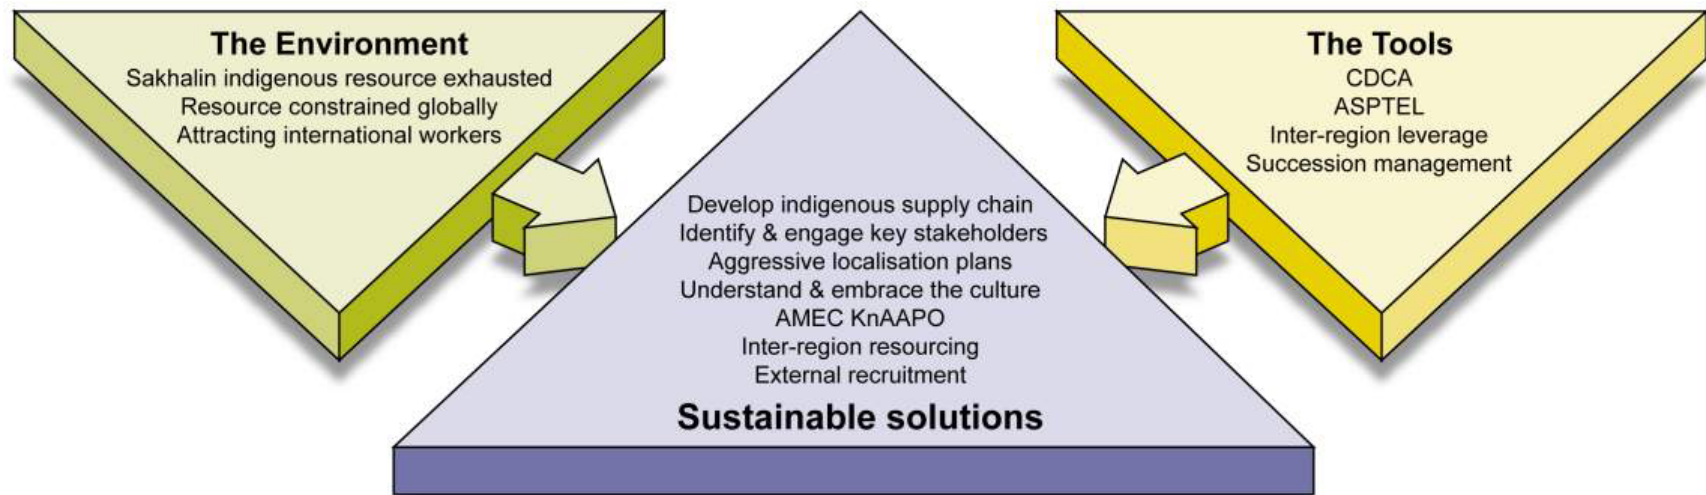 The Environment
Sakhalin indigenous resource exhausted
Resource constrained globally
Attracting international workers
The Tools
CDCA
ASPTEL
Inter-region leverage
Succession management
Develop indigenous supply chain
Identify & engage key stakeholders
Aggressive localisation plans
Understand & embrace the culture
AMEC KnAAPO
Inter-region resourcing
External recruitment
Sustainable solutions